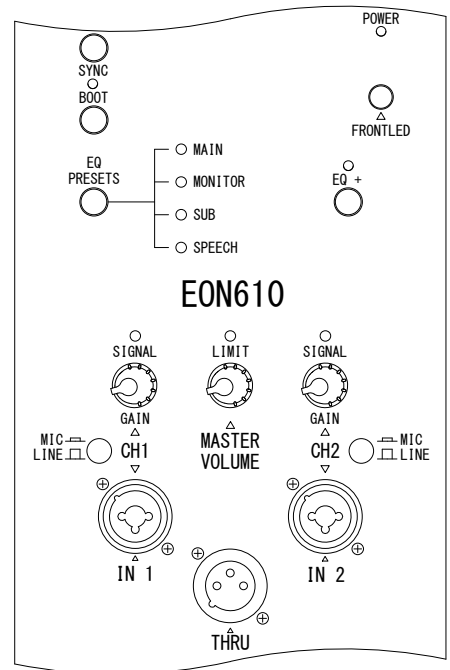 POWER
SYNC
BOOT
FRONTLED
EQ
PRESETS
MAIN
MONITOR
SUB
SPEECH
EQ +
EON610
SIGNAL
LIMIT
SIGNAL
GAIN
MASTER
VOLUME
GAIN
MIC
LINE
CH1
CH2
MIC
LINE
IN 1
IN 2
THRU